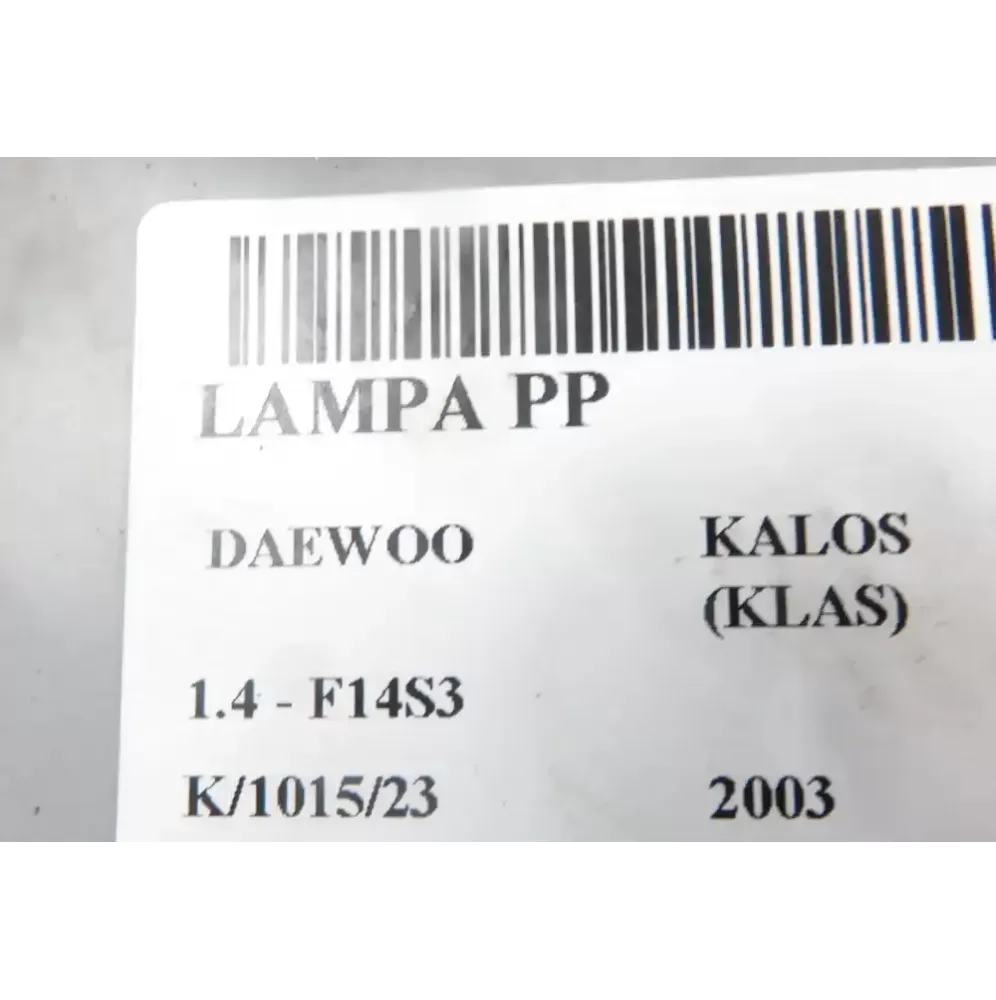 LAMPA PP
DAEWOO KALOS
(KLAS)
1.4 - F14S3
K/1015/23 2003